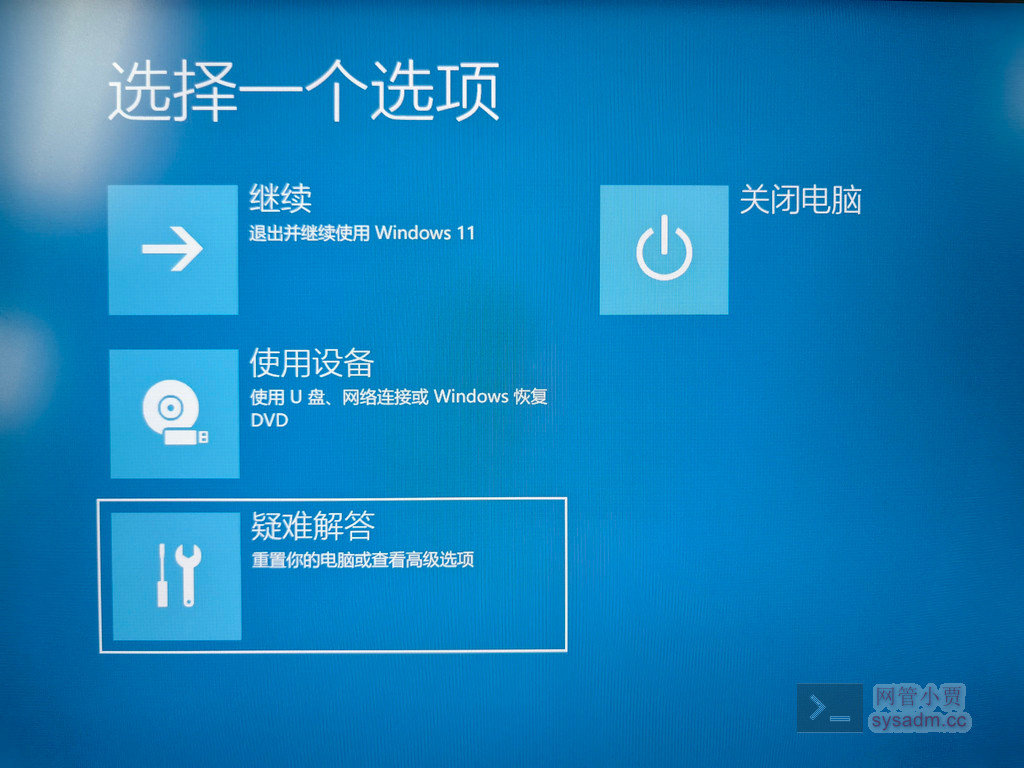 选择一个选项
继续
退出并继续使用 Windows 11
关闭电脑
使用设备
使用 U 盘、网络连接或 Windows 恢复
DVD
疑难解答
重置你的电脑或查看高级选项
网管小贾
sysadm.cc